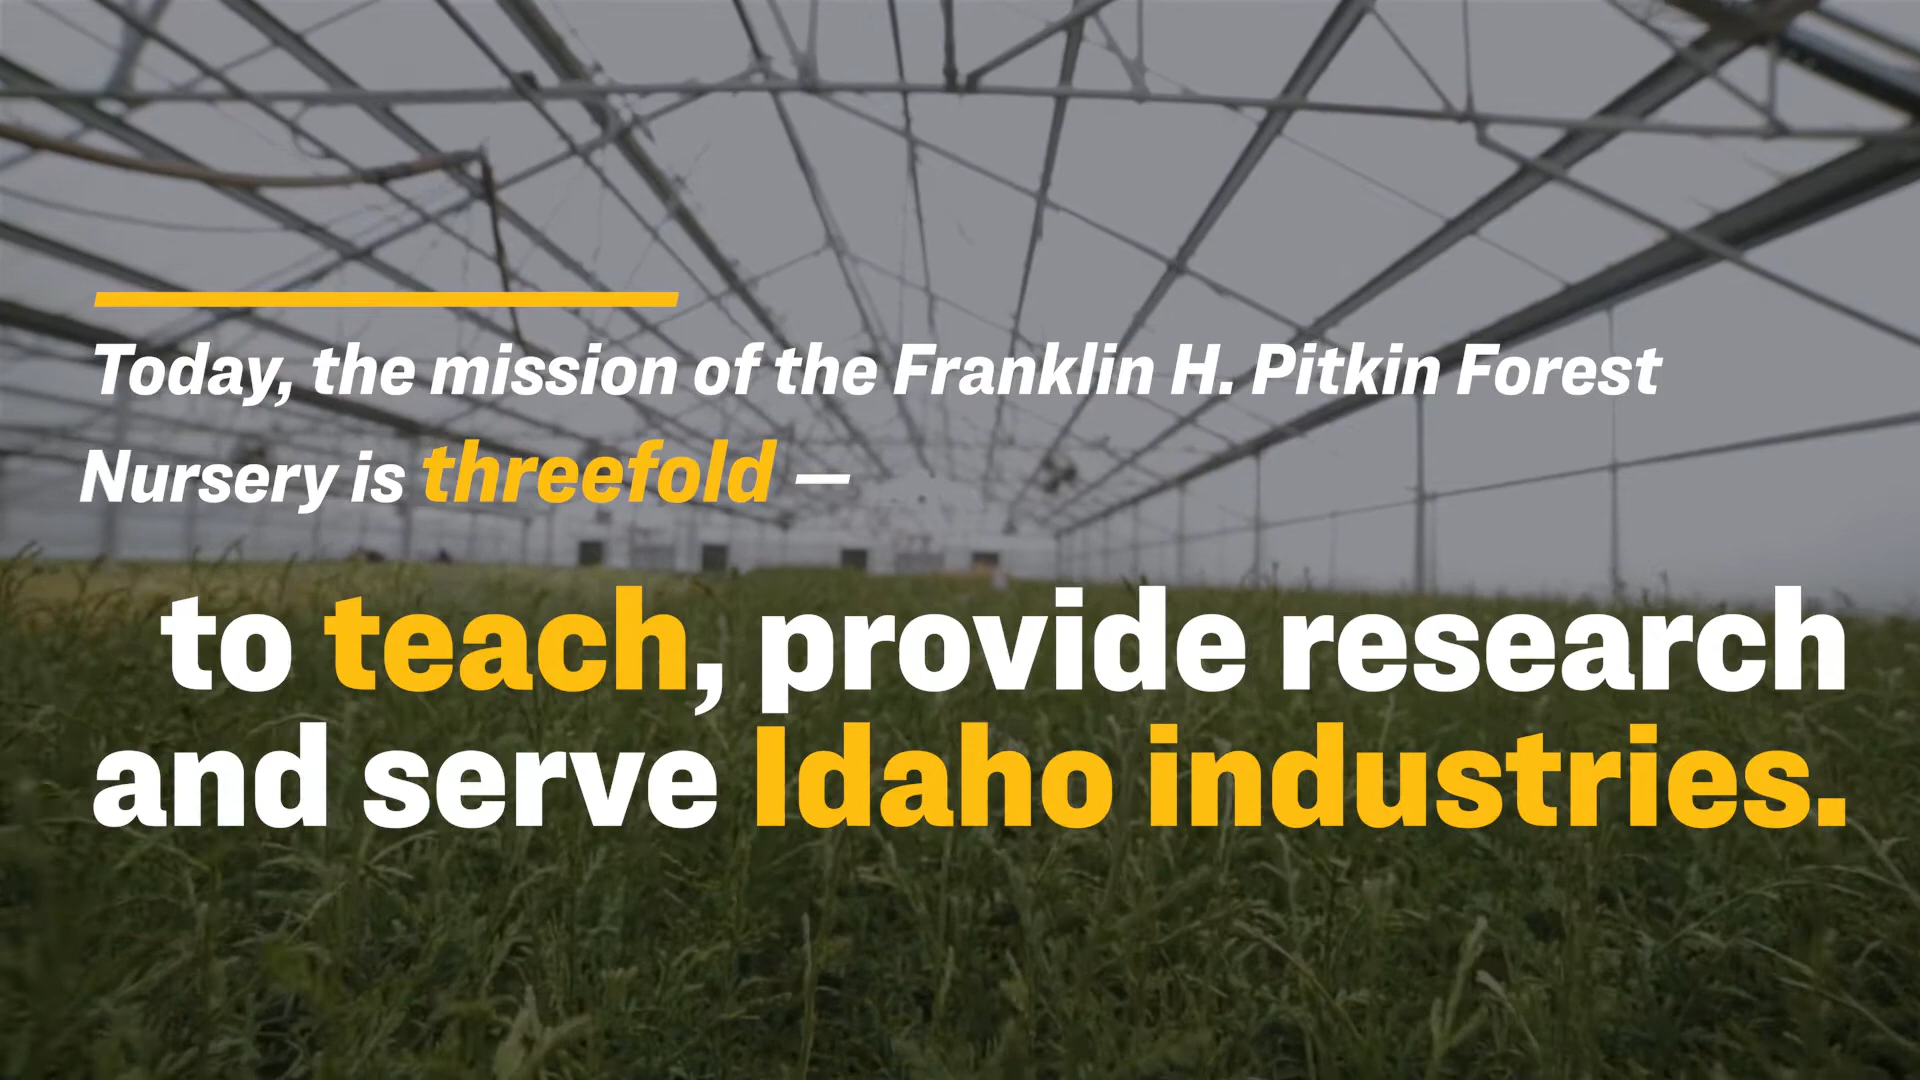 Today, the mission of the Franklin H. Pitkin Forest
Nursery is threefold —
to teach, provide research
and serve Idaho industries.